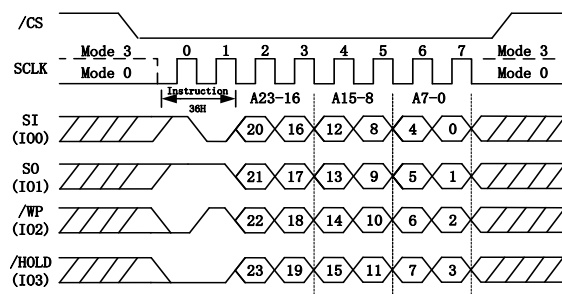 /CS
Mode 3 0 1 2 3 4 5 6 7 Mode 3
SCLK
Mode 0 Mode 0
Instruction
36H
A23-16 A15-8 A7-0
SI
(IO0)
20 16 12 8 4 0
SO
(IO1)
21 17 13 9 5 1
/WP
(IO2)
22 18 14 10 6 2
/HOLD
(IO3)
23 19 15 11 7 3